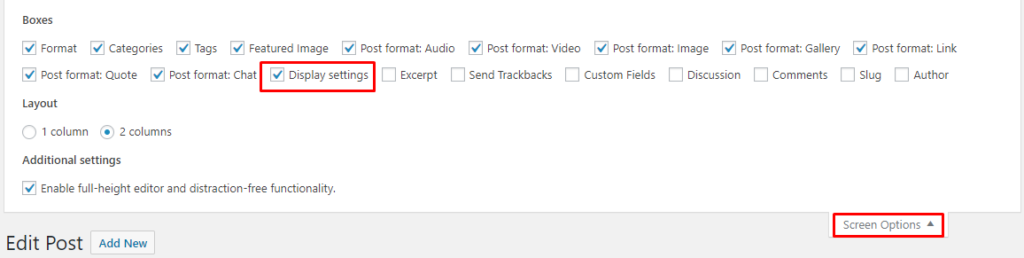 Boxes
Format Categories Tags Featured Image Post format: Audio Post format: Video Post format: Image Post format: Gallery Post format: Link
Post format: Quote Post format: Chat Display settings Excerpt Send Trackbacks Custom Fields Discussion Comments Slug Author
Layout
1 column 2 columns
Additional settings
Enable full-height editor and distraction-free functionality.
Screen Options
Edit Post Add New